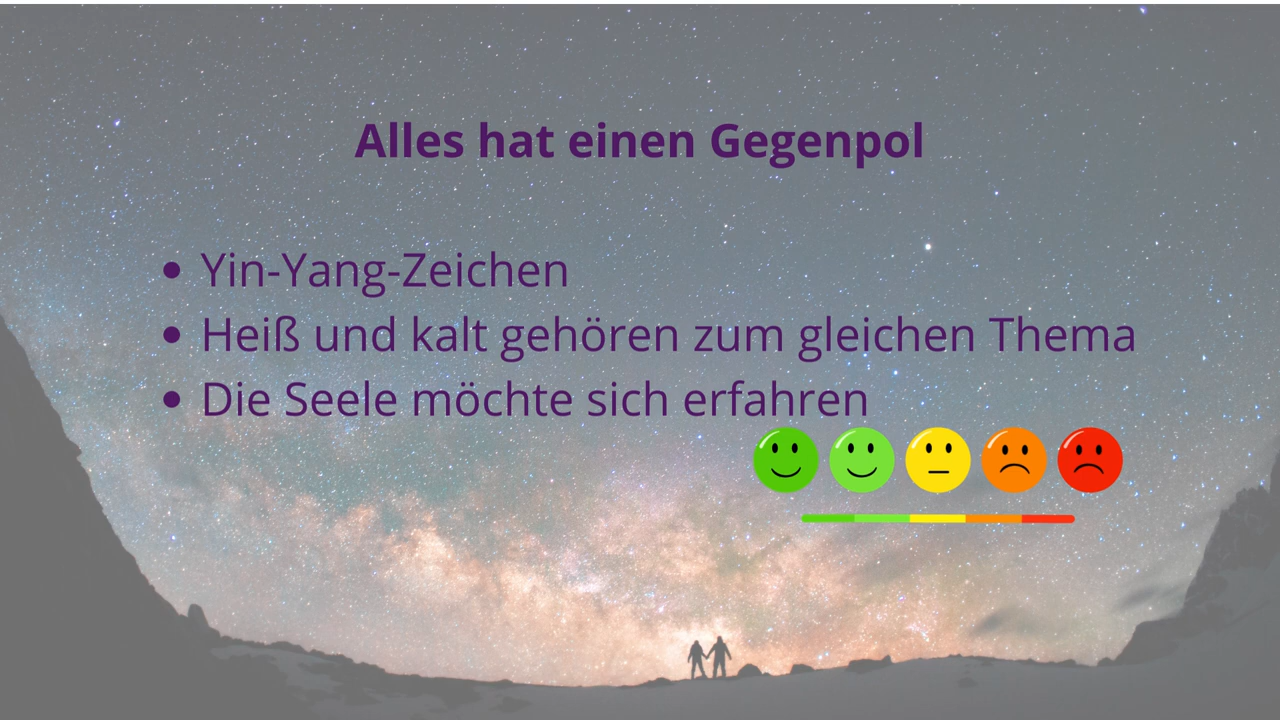 Alles hat einen Gegenpol
• Yin-Yang-Zeichen
• Heiß und kalt gehören zum gleichen Thema
• Die Seele möchte sich erfahren